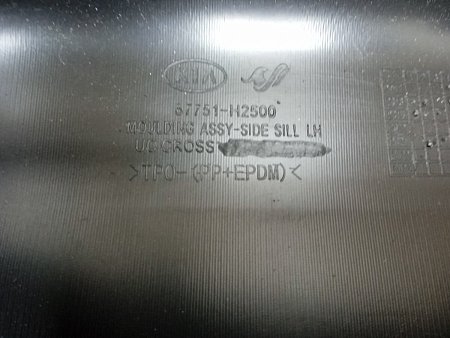 KIA
87751-H2500
MOULDING ASSY-SIDE SILL LH
UC CROSS
>TPO-(PP+EPDM)<